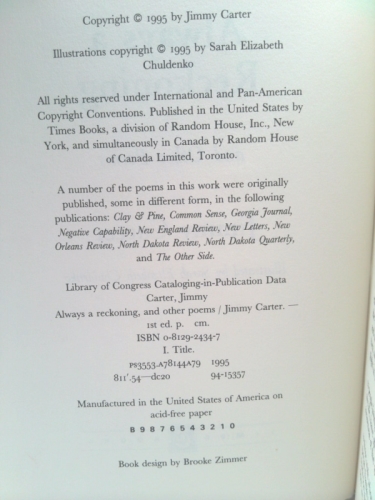 Copyright © 1995 by Jimmy Carter
Illustrations copyright © 1995 by Sarah Elizabeth
Chuldenko
All rights reserved under International and Pan-American
Copyright Conventions. Published in the United States by
Times Books, a division of Random House, Inc., New
York, and simultaneously in Canada by Random House
of Canada Limited, Toronto.
A number of the poems in this work were originally
published, some in different form, in the following
publications: Clay & Pine, Common Sense, Georgia Journal,
Negative Capability, New England Review, New Letters, New
Orleans Review, North Dakota Review, North Dakota Quarterly,
and The Other Side.
Library of Congress Cataloging-in-Publication Data
Carter, Jimmy
Always a reckoning, and other poems / Jimmy Carter. —
1st ed. p. cm.
ISBN 0-8129-2434-7
I. Title.
PS3553.A78144A79 1995
811'.54—dc20 94-15357
Manufactured in the United States of America on
acid-free paper
8 9 8 7 6 5 4 3 2 1 0
Book design by Brooke Zimmer